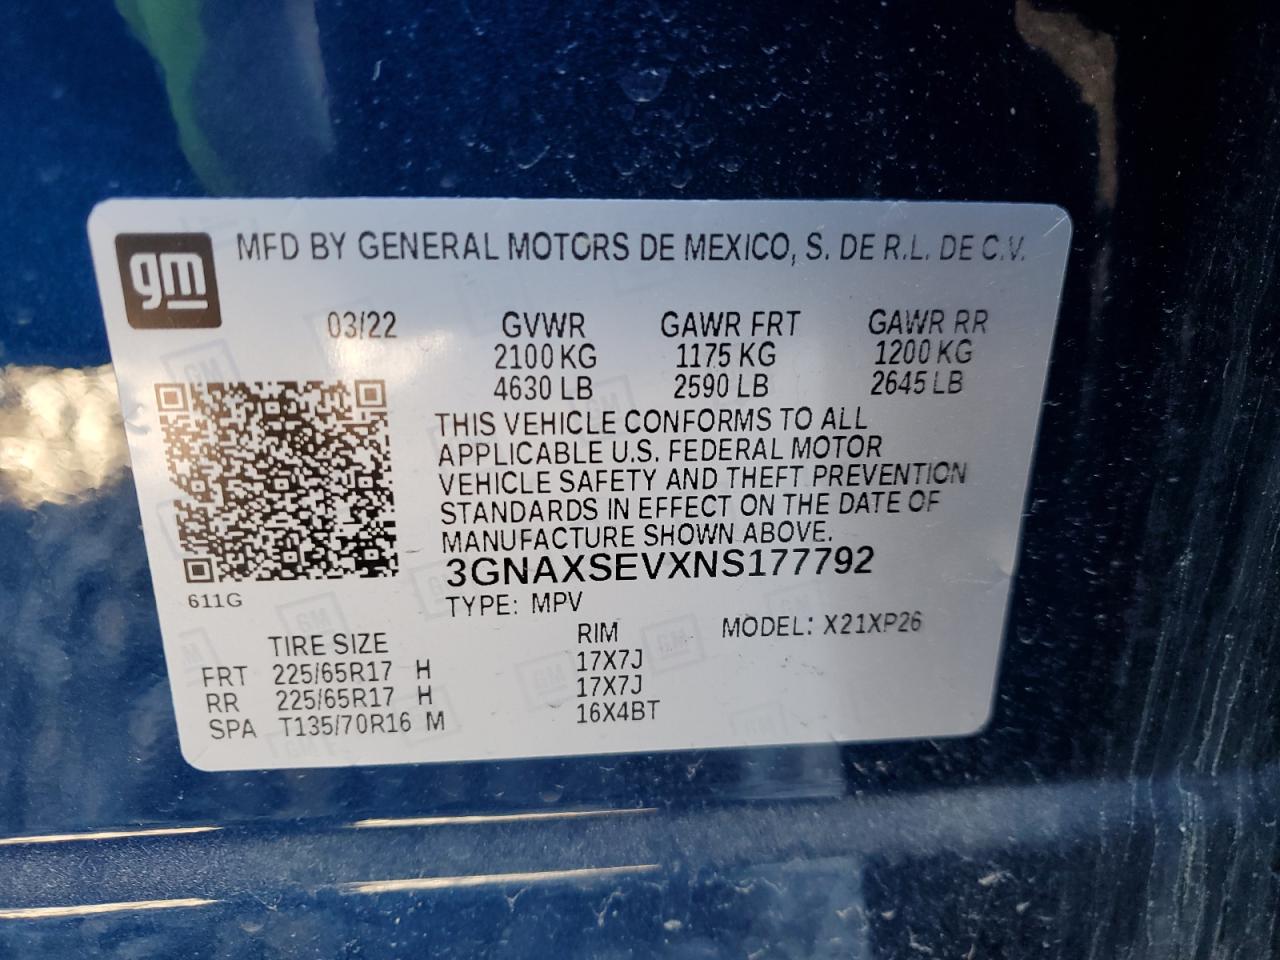 gm
MFD BY GENERAL MOTORS DE MEXICO, S. DE R.L. DE C.V.
03/22 GVWR GAWR FRT GAWR RR
2100 KG 1175 KG 1200 KG
4630 LB 2590 LB 2645 LB
THIS VEHICLE CONFORMS TO ALL
APPLICABLE U.S. FEDERAL MOTOR
VEHICLE SAFETY AND THEFT PREVENTION
STANDARDS IN EFFECT ON THE DATE OF
MANUFACTURE SHOWN ABOVE.
3GNAXSEVXNS177792
611G
TYPE: MPV
MODEL: X21XP26
TIRE SIZE RIM
FRT 225/65R17 H 17X7J
RR 225/65R17 H 17X7J
SPA T135/70R16 M 16X4BT